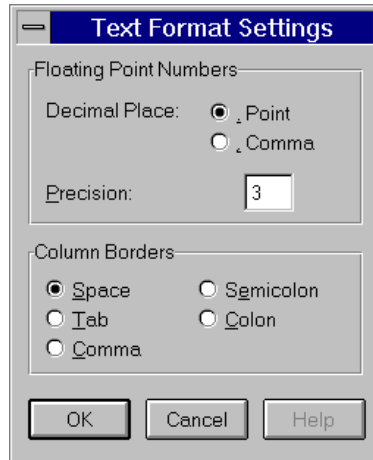 Text Format Settings
Floating Point Numbers
Decimal Place: . Point
, Comma
Precision: 3
Column Borders
Space Semicolon
Tab Colon
Comma
OK Cancel Help